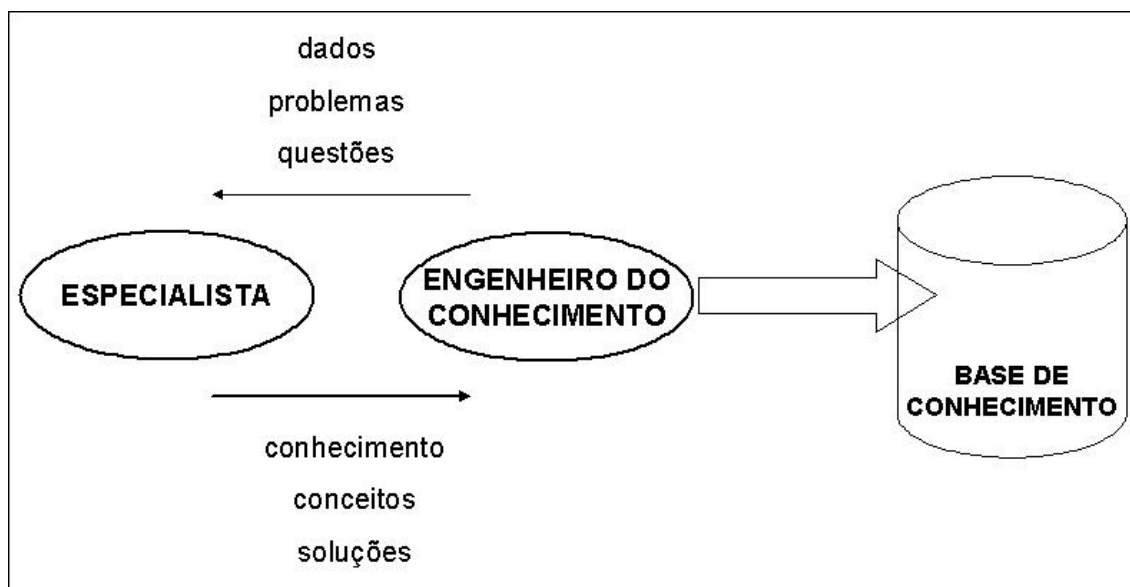 dados
problemas
questões
ESPECIALISTA
ENGENHEIRO DO
CONHECIMENTO
BASE DE
CONHECIMENTO
conhecimento
conceitos
soluções